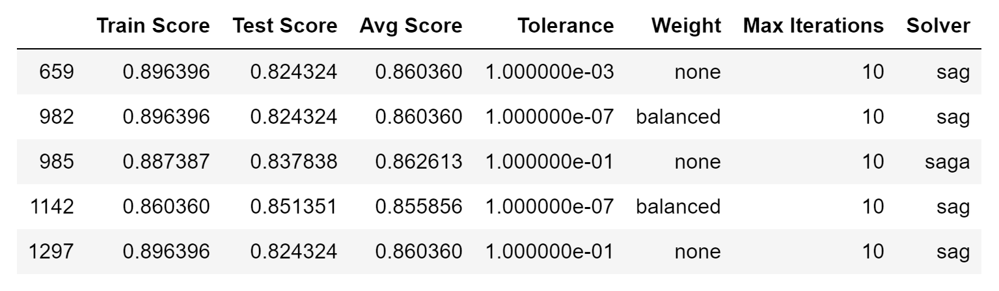 Train Score Test Score Avg Score Tolerance Weight Max Iterations Solver
659 0.896396 0.824324 0.860360 1.000000e-03 none 10 sag
982 0.896396 0.824324 0.860360 1.000000e-07 balanced 10 sag
985 0.887387 0.837838 0.862613 1.000000e-01 none 10 saga
1142 0.860360 0.851351 0.855856 1.000000e-07 balanced 10 sag
1297 0.896396 0.824324 0.860360 1.000000e-01 none 10 sag